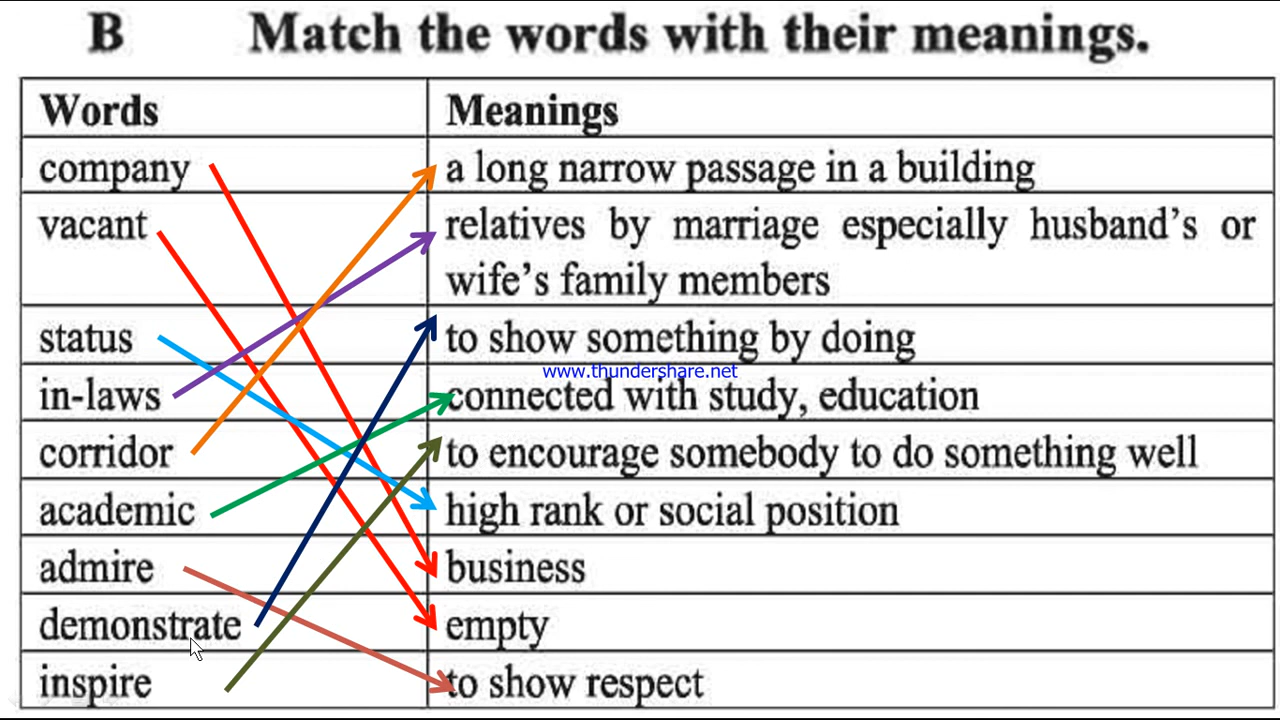 B Match the words with their meanings.
Words Meanings
company a long narrow passage in a building
vacant relatives by marriage especially husband's or
wife's family members
status to show something by doing
www.thundershare.net
in-laws connected with study, education
corridor to encourage somebody to do something well
academic high rank or social position
admire business
demonstrate empty
inspire to show respect